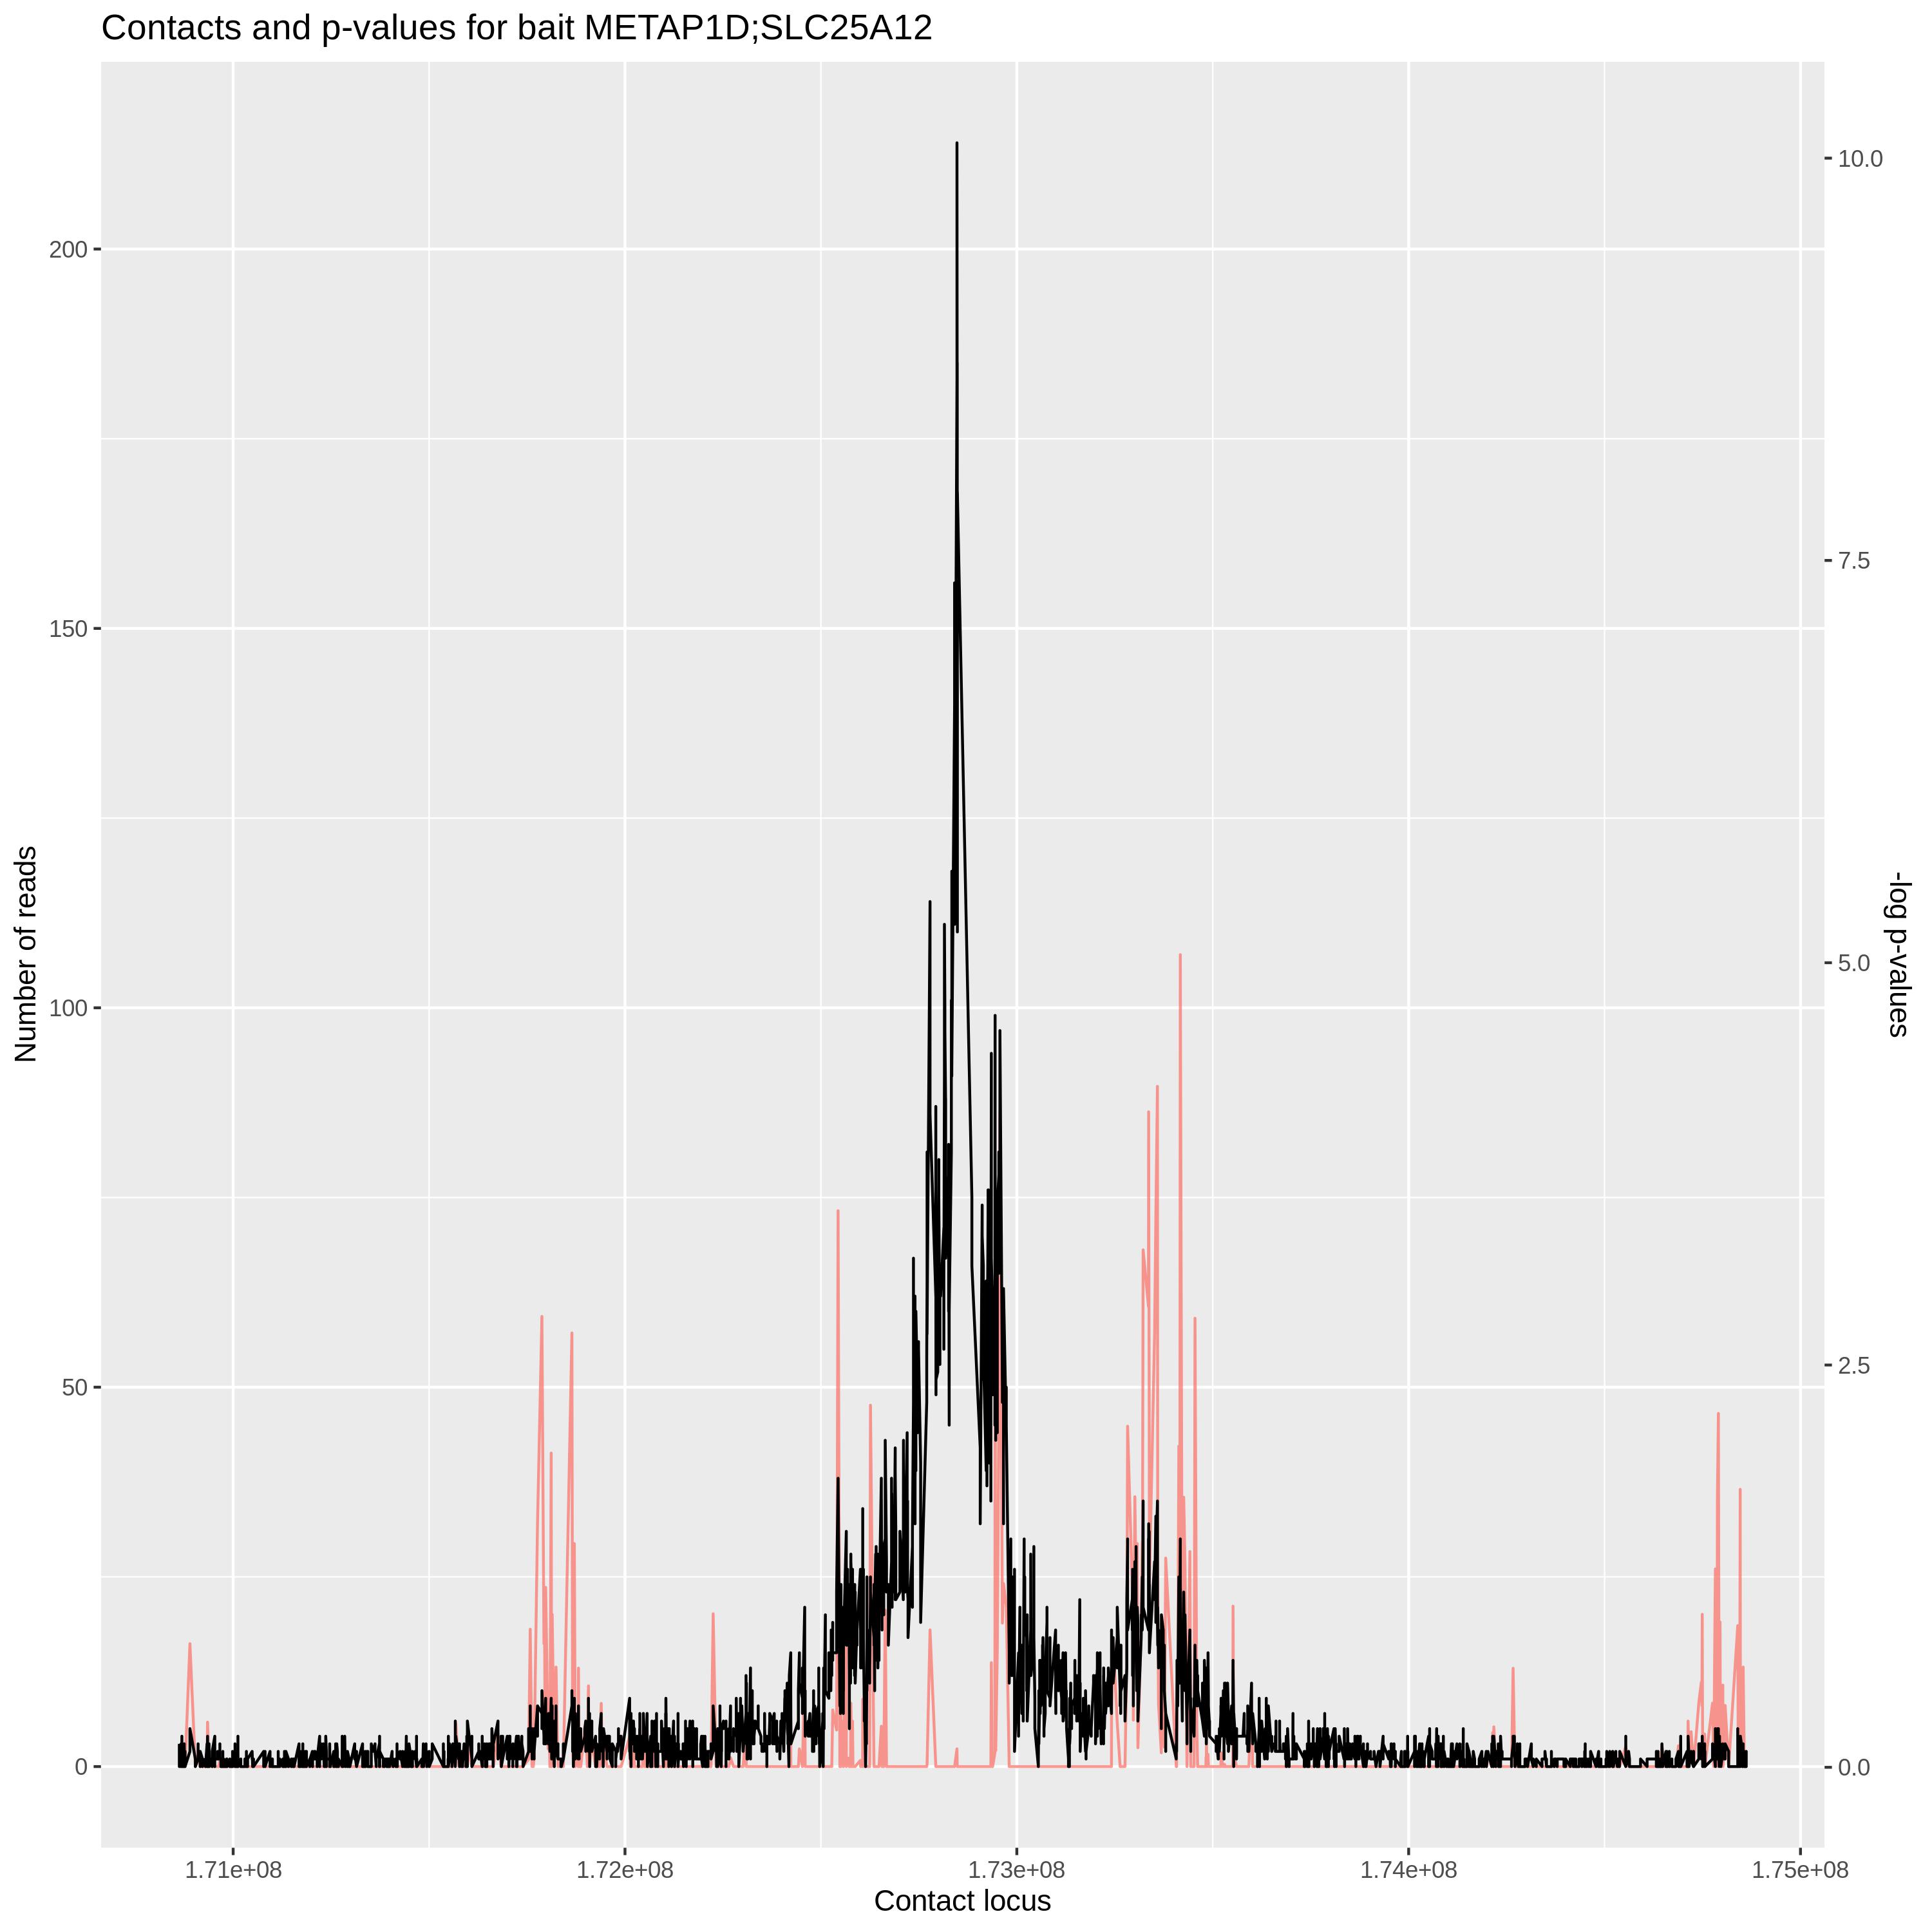 Contacts and p-values for bait METAP1D;SLC25A12
200
150
100
50
0
Number of reads
10.0
7.5
5.0
2.5
0.0
-log p-values
1.71e+08 1.72e+08 1.73e+08 1.74e+08 1.75e+08
Contact locus